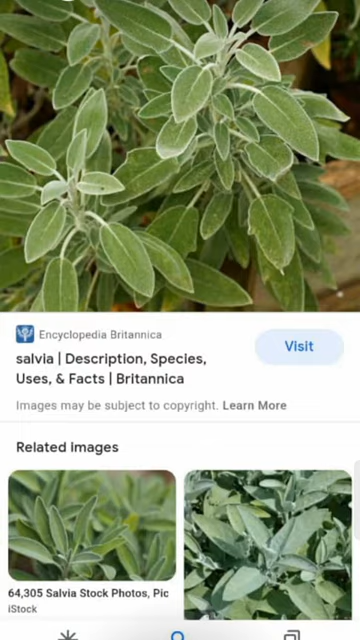 Encyclopedia Britannica
salvia | Description, Species,
Uses, & Facts | Britannica
Visit
Images may be subject to copyright. Learn More
Related images
64,305 Salvia Stock Photos, Pic
iStock